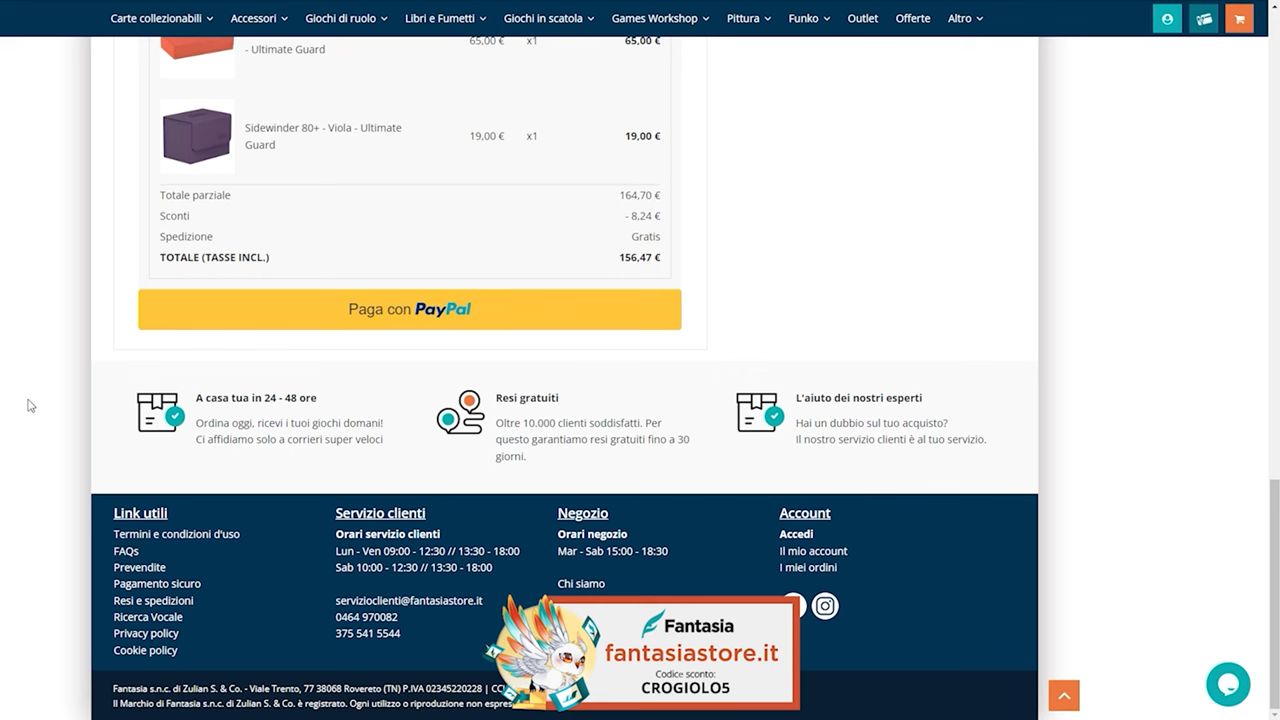 Carte collezionabili Accessori Giochi di ruolo Libri e Fumetti Giochi in scatola Games Workshop Pittura Funko Outlet Offerte Altro
65,00 € x1 65,00 €
- Ultimate Guard
Sidewinder 80+ - Viola - Ultimate
Guard
19,00 € x1 19,00 €
Totale parziale 164,70 €
Sconti - 8,24 €
Spedizione Gratis
TOTALE (TASSE INCL.) 156,47 €
Paga con PayPal
A casa tua in 24 - 48 ore
Ordina oggi, ricevi i tuoi giochi domani!
Ci affidiamo solo a corrieri super veloci
Resi gratuiti
Oltre 10.000 clienti soddisfatti. Per
questo garantiamo resi gratuiti fino a 30
giorni.
L'aiuto dei nostri esperti
Hai un dubbio sul tuo acquisto?
Il nostro servizio clienti è al tuo servizio.
Link utili
Termini e condizioni d'uso
FAQs
Prevendite
Pagamento sicuro
Resi e spedizioni
Ricerca Vocale
Privacy policy
Cookie policy
Servizio clienti
Orari servizio clienti
Lun - Ven 09:00 - 12:30 // 13:30 - 18:00
Sab 10:00 - 12:30 // 13:30 - 18:00
servizioclienti@fantasiastore.it
0464 970082
375 541 5544
Negozio
Orari negozio
Mar - Sab 15:00 - 18:30
Chi siamo
Account
Accedi
Il mio account
I miei ordini
Fantasia
fantasiastore.it
Codice sconto:
CROGIOLO5
Fantasia s.n.c. di Zulian S. & Co. - Viale Trento, 77 38068 Rovereto (TN) P.IVA 02345220228 |
Il Marchio di Fantasia s.n.c. di Zulian S. & Co. è registrato. Ogni utilizzo o riproduzione non